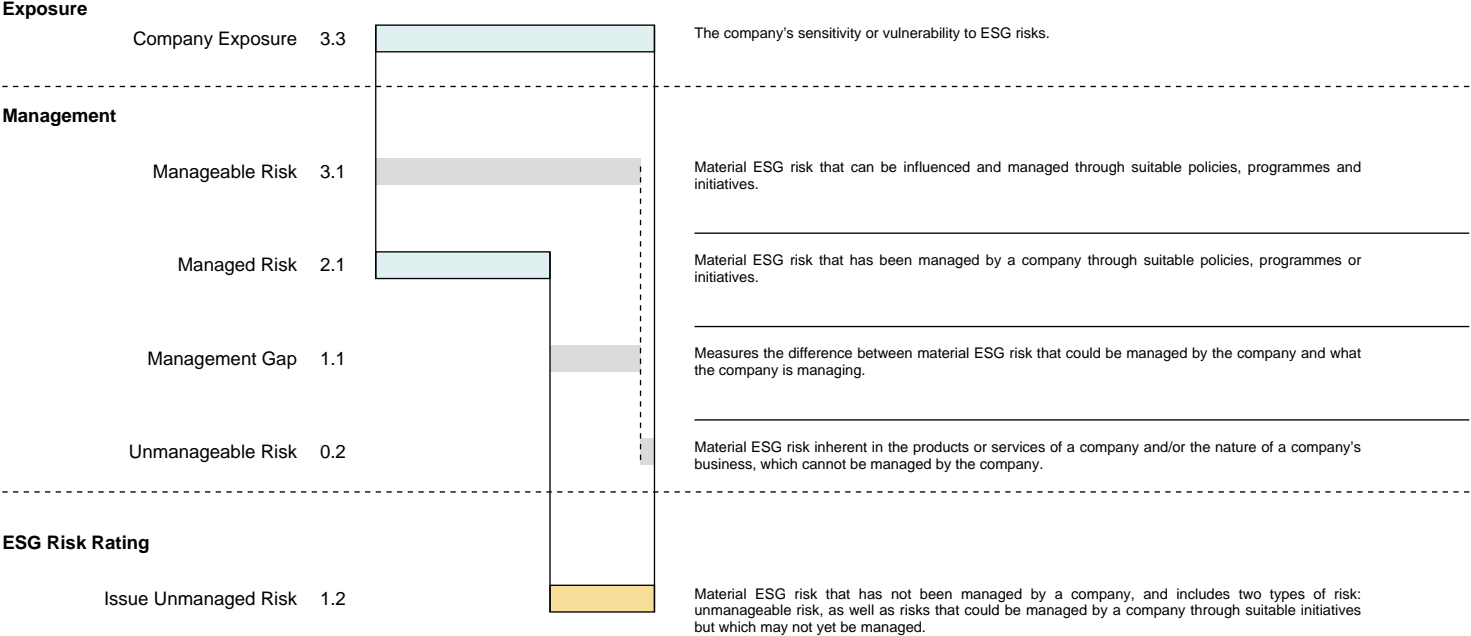 Exposure
Company Exposure 3.3
The company's sensitivity or vulnerability to ESG risks.
Management
Manageable Risk 3.1
Material ESG risk that can be influenced and managed through suitable policies, programmes and
initiatives.
Managed Risk 2.1
Material ESG risk that has been managed by a company through suitable policies, programmes or
initiatives.
Management Gap 1.1
Measures the difference between material ESG risk that could be managed by the company and what
the company is managing.
Unmanageable Risk 0.2
Material ESG risk inherent in the products or services of a company and/or the nature of a company's
business, which cannot be managed by the company.
ESG Risk Rating
Issue Unmanaged Risk 1.2
Material ESG risk that has not been managed by a company, and includes two types of risk:
unmanageable risk, as well as risks that could be managed by a company through suitable initiatives
but which may not yet be managed.